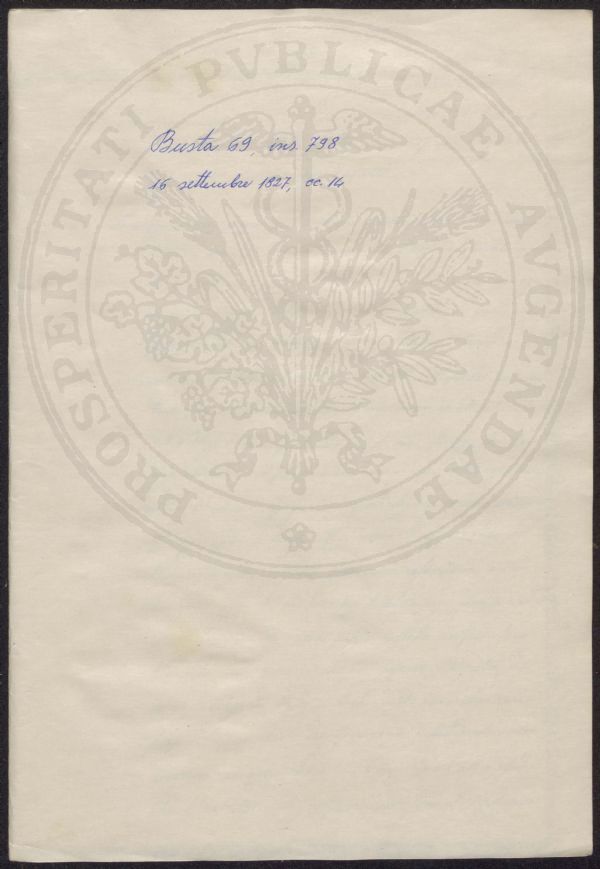 PROSPERITATI PVBLICAE AVGENDAE
Busta 69, ins. 798
16 settembre 1827, cc. 14